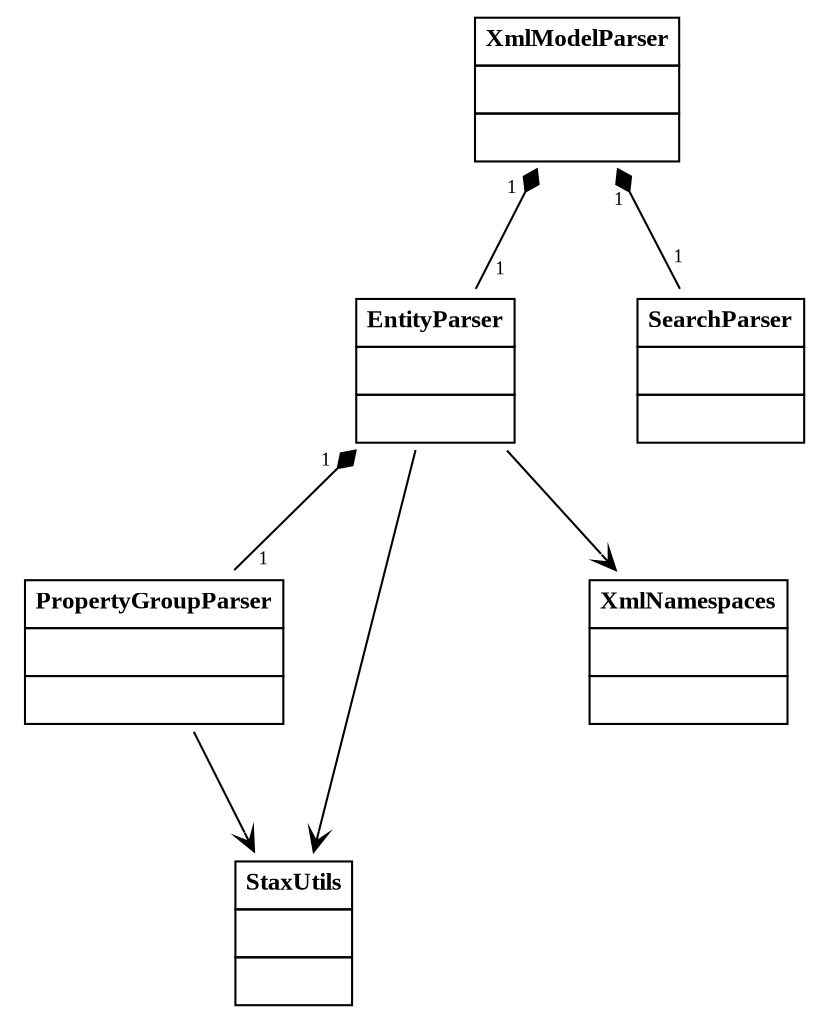 XmlModelParser
1
1
1
1
EntityParser
SearchParser
1
1
PropertyGroupParser
XmlNamespaces
StaxUtils